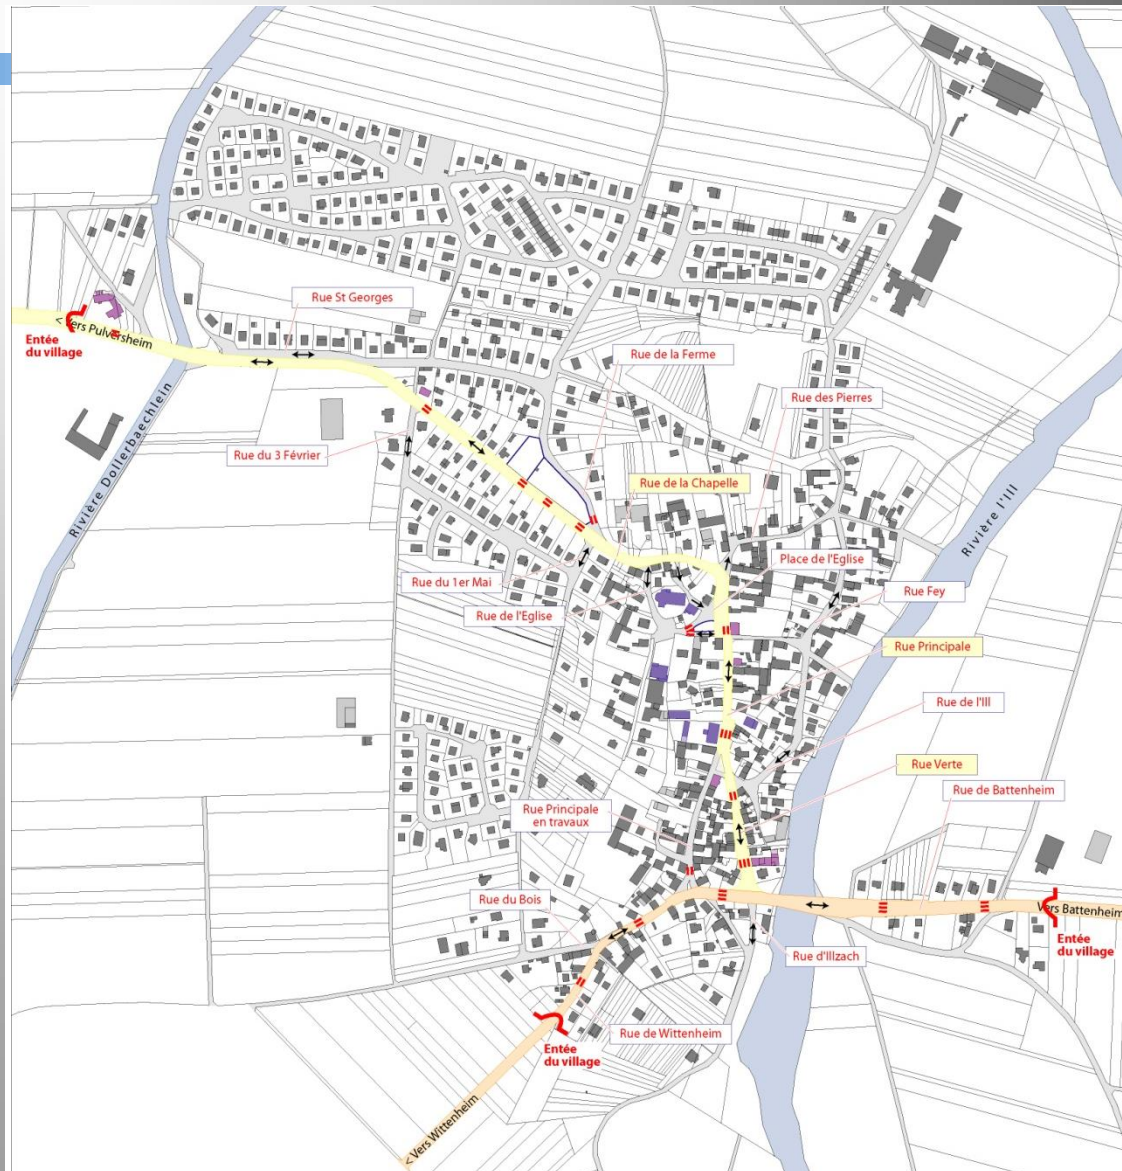 Rue St Georges
< Vers Pulversheim
Entée
du village
Rue de la Ferme
Rue des Pierres
Rivière Dollerbaechlein
Rue du 3 Février
Rue de la Chapelle
Rivière l'Ill
Place de l'Eglise
Rue du 1er Mai
Rue Fey
Rue de l'Eglise
Rue Principale
Rue de l'Ill
Rue Verte
Rue de Battenheim
Rue Principale
en travaux
Rue du Bois
Vers Battenheim
Entée
du village
Rue d'Illzach
Rue de Wittenheim
Entée
du village
< Vers Wittenheim